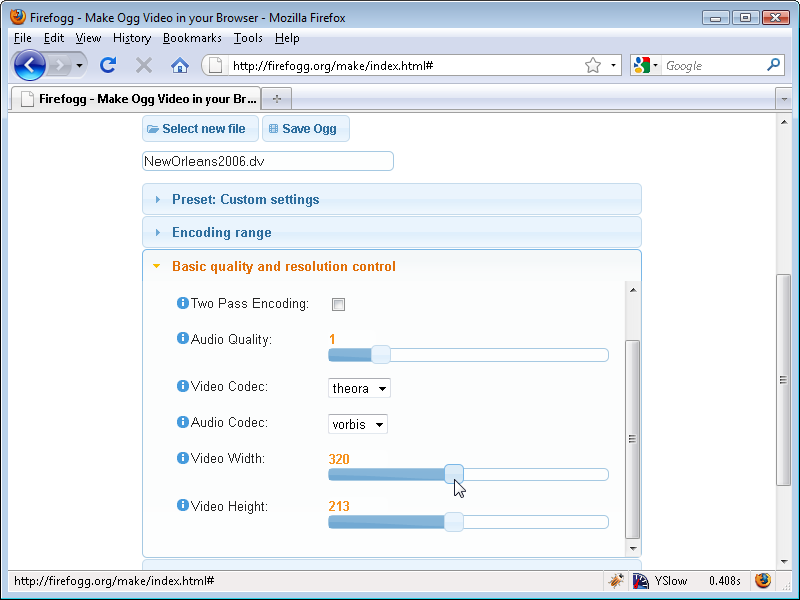 Firefogg - Make Ogg Video in your Browser - Mozilla Firefox
File Edit View History Bookmarks Tools Help
http://firefogg.org/make/index.html# Google
Firefogg - Make Ogg Video in your Br...
Select new file Save Ogg
NewOrleans2006.dv
Preset: Custom settings
Encoding range
Basic quality and resolution control
Two Pass Encoding:
Audio Quality: 1
Video Codec: theora
Audio Codec: vorbis
Video Width: 320
Video Height: 213
http://firefogg.org/make/index.html# YSlow 0.408s